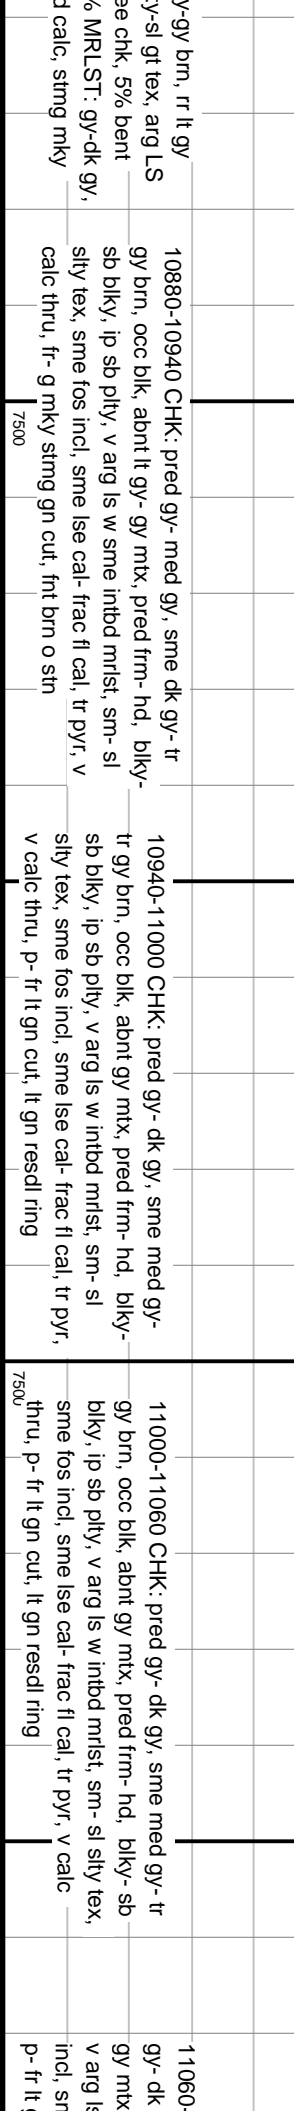 y-gy brn, rr lt gy
y-sl gt tex, arg LS
ee chk, 5% bent
% MRLST: gy-dk gy,
d calc, stmg mky
10880-10940 CHK: pred gy- med gy, sme dk gy- tr
gy brn, occ blk, abnt lt gy- gy mtx, pred frm- hd, blky-
sb blky, ip sb plty, v arg ls w sme intbd mrlst, sm- sl
slty tex, sme fos incl, sme lse cal- frac fl cal, tr pyr, v
calc thru, fr- g mky stmg gn cut, fnt brn o stn
7500
10940-11000 CHK: pred gy- dk gy, sme med gy-
tr gy brn, occ blk, abnt gy mtx, pred frm- hd, blky-
sb blky, ip sb plty, v arg ls w intbd mrlst, sm- sl
slty tex, sme fos incl, sme lse cal- frac fl cal, tr pyr,
v calc thru, p- fr lt gn cut, lt gn resdl ring
11000-11060 CHK: pred gy- dk gy, sme med gy- tr
gy brn, occ blk, abnt gy mtx, pred frm- hd, blky- sb
blky, ip sb plty, v arg ls w intbd mrlst, sm- sl slty tex,
sme fos incl, sme lse cal- frac fl cal, tr pyr, v calc
thru, p- fr lt gn cut, lt gn resdl ring
7500
11060-
gy- dk
gy mtx
v arg ls
incl, sm
p- fr lt g